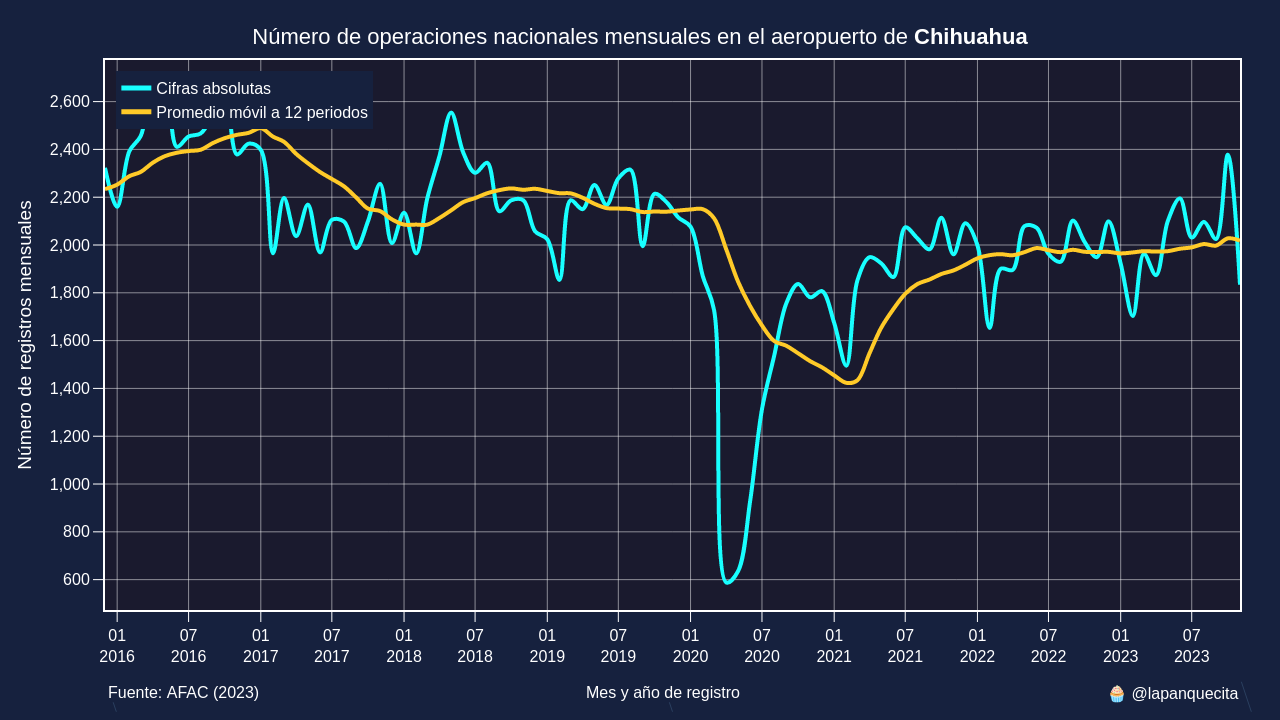 Número de operaciones nacionales mensuales en el aeropuerto de Chihuahua
Cifras absolutas
Promedio móvil a 12 periodos
Número de registros mensuales
2,600
2,400
2,200
2,000
1,800
1,600
1,400
1,200
1,000
800
600
01 07 01 07 01 07 01 07 01 07 01 07 01 07 01 07
2016 2016 2017 2017 2018 2018 2019 2019 2020 2020 2021 2021 2022 2022 2023 2023
Fuente: AFAC (2023) Mes y año de registro 🧁 @lapanquecita